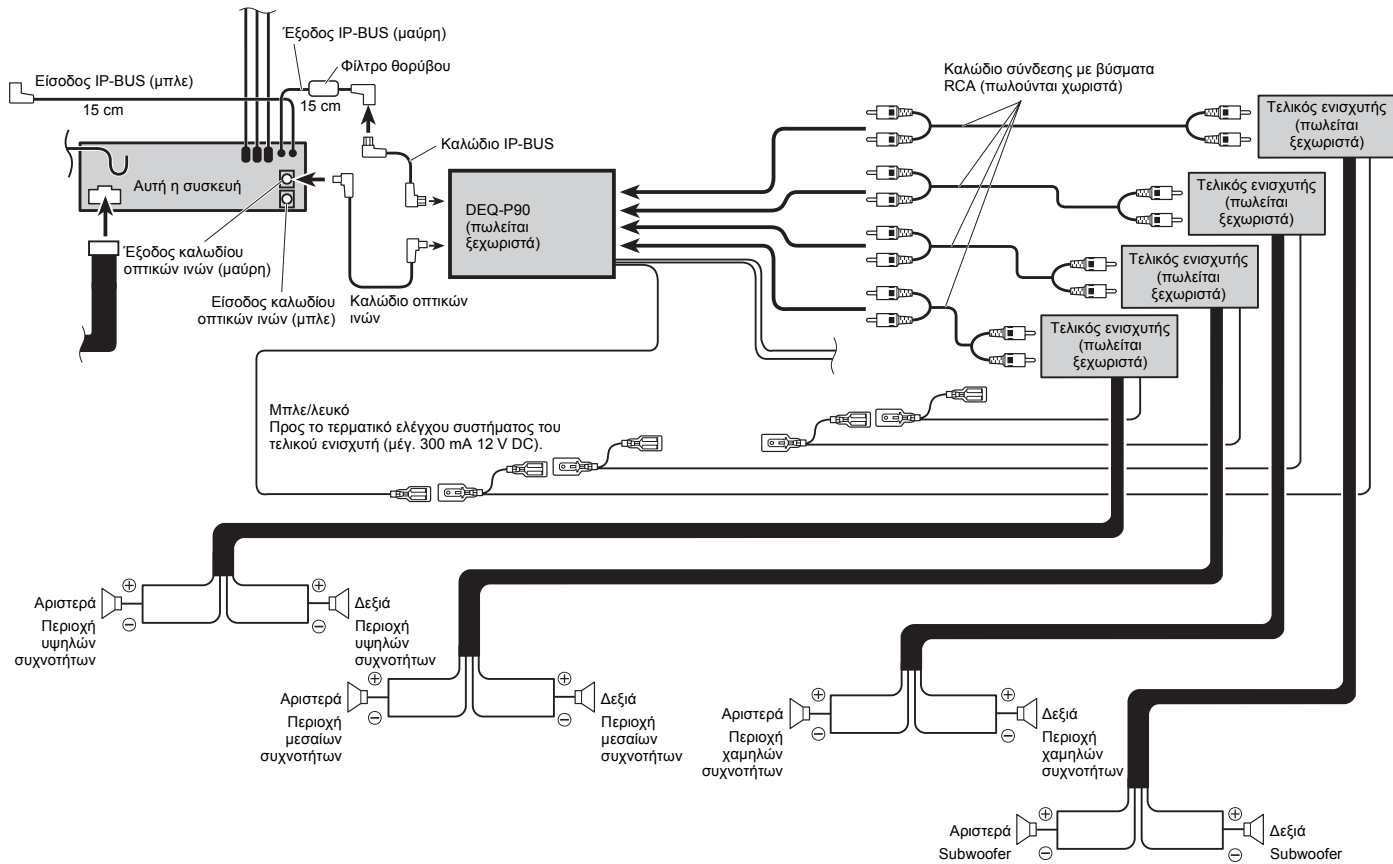 Έξοδος IP-BUS (μαύρη)
Φίλτρο θορύβου
Είσοδος IP-BUS (μπλε)
15 cm
15 cm
Καλώδιο σύνδεσης με βύσματα
RCA (πωλούνται χωριστά)
Τελικός ενισχυτής
(πωλείται
ξεχωριστά)
Καλώδιο IP-BUS
Αυτή η συσκευή
DEQ-P90
(πωλείται
ξεχωριστά)
Τελικός ενισχυτής
(πωλείται
ξεχωριστά)
Έξοδος καλωδίου
οπτικών ινών (μαύρη)
Είσοδος καλωδίου
οπτικών ινών (μπλε)
Καλώδιο οπτικών
ινών
Τελικός ενισχυτής
(πωλείται
ξεχωριστά)
Τελικός ενισχυτής
(πωλείται
ξεχωριστά)
Μπλε/λευκό
Προς το τερματικό ελέγχου συστήματος του
τελικού ενισχυτή (μέγ. 300 mA 12 V DC).
⊕
⊕
Αριστερά
Δεξιά
⊖
⊖
Περιοχή
υψηλών
συχνοτήτων
Περιοχή
υψηλών
συχνοτήτων
⊕
⊕
Αριστερά
Δεξιά
⊖
⊖
Περιοχή
μεσαίων
συχνοτήτων
Περιοχή
μεσαίων
συχνοτήτων
⊕
⊕
Αριστερά
Δεξιά
⊖
⊖
Περιοχή
χαμηλών
συχνοτήτων
Περιοχή
χαμηλών
συχνοτήτων
⊕
⊕
Αριστερά
Δεξιά
⊖
⊖
Subwoofer
Subwoofer